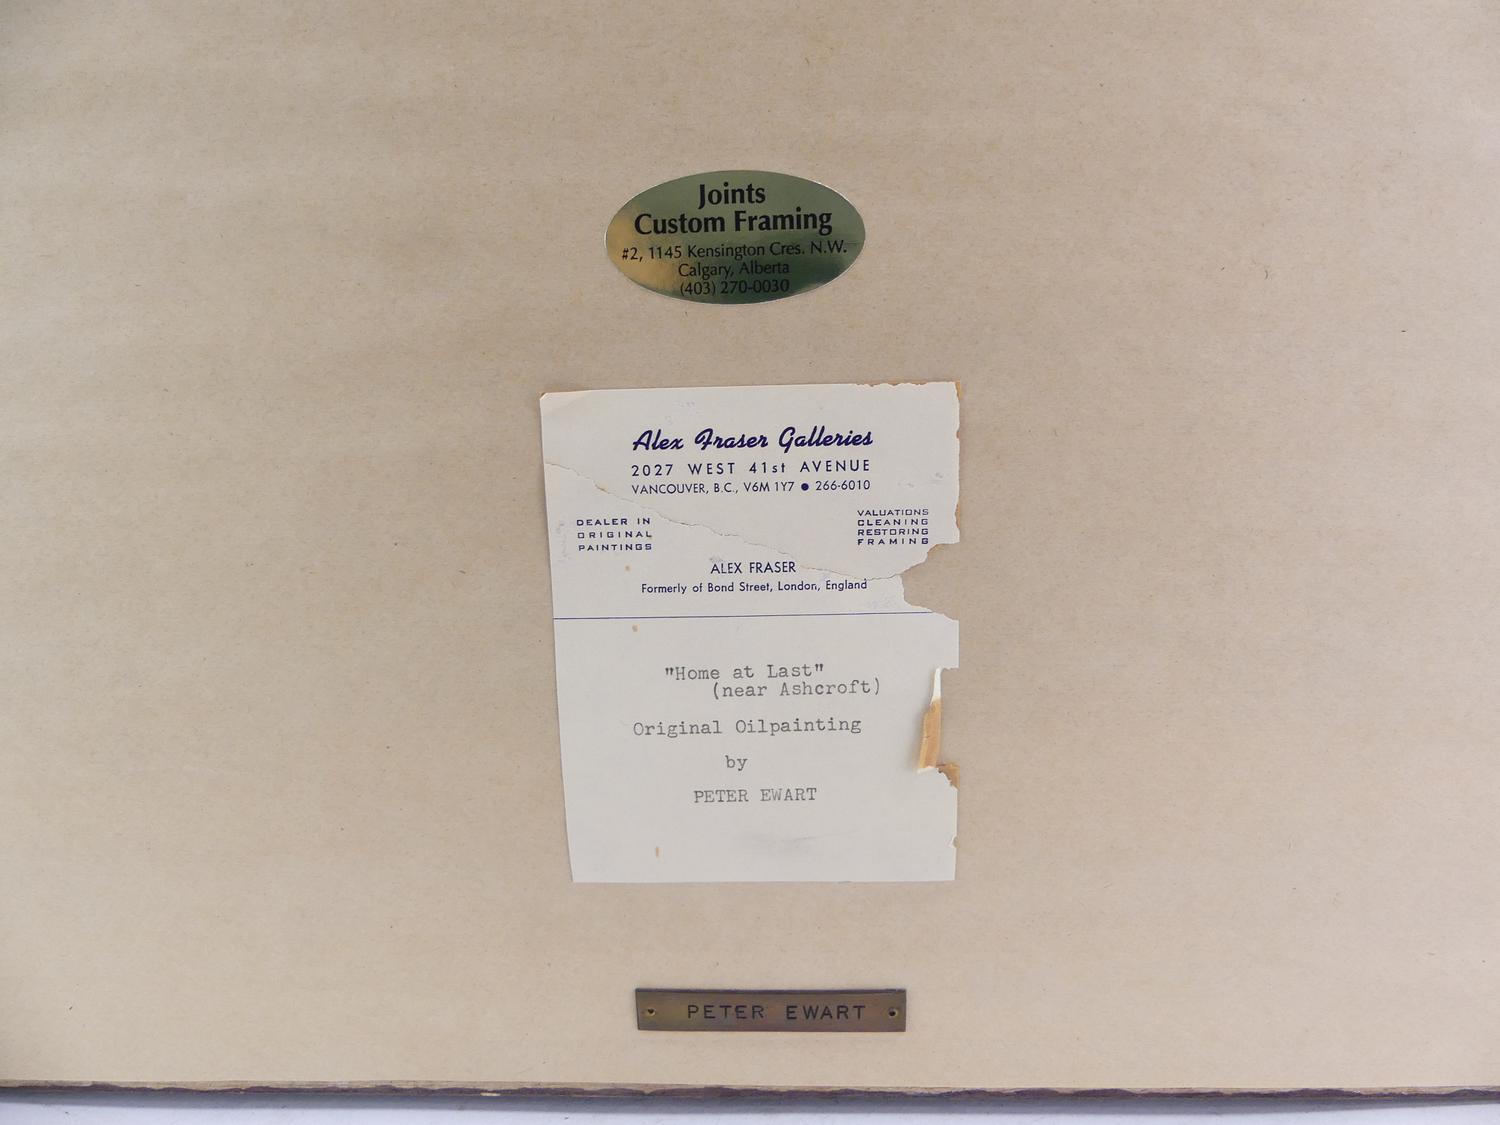 Joints
Custom Framing
#2, 1145 Kensington Cres. N.W.
Calgary, Alberta
(403) 270-0030
Alex Fraser Galleries
2027 WEST 41st AVENUE
VANCOUVER, B.C., V6M 1Y7 ● 266-6010
DEALER IN
ORIGINAL
PAINTINGS
VALUATIONS
CLEANING
RESTORING
FRAMING
ALEX FRASER
Formerly of Bond Street, London, England
"Home at Last"
(near Ashcroft)
Original Oilpainting
by
PETER EWART
PETER EWART